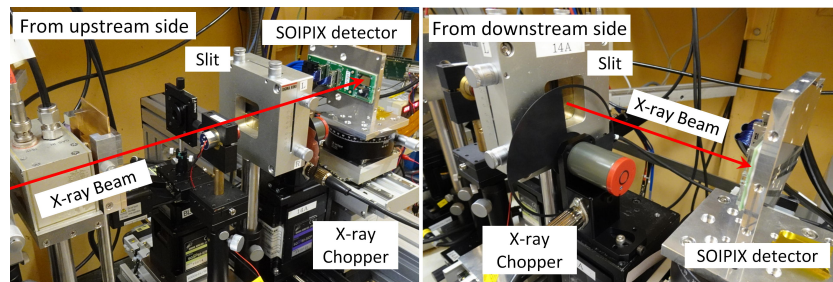 From upstream side
SOIPIX detector
Slit
X-ray Beam
X-ray
Chopper
From downstream side
14A
Slit
X-ray Beam
X-ray
Chopper
SOIPIX detector